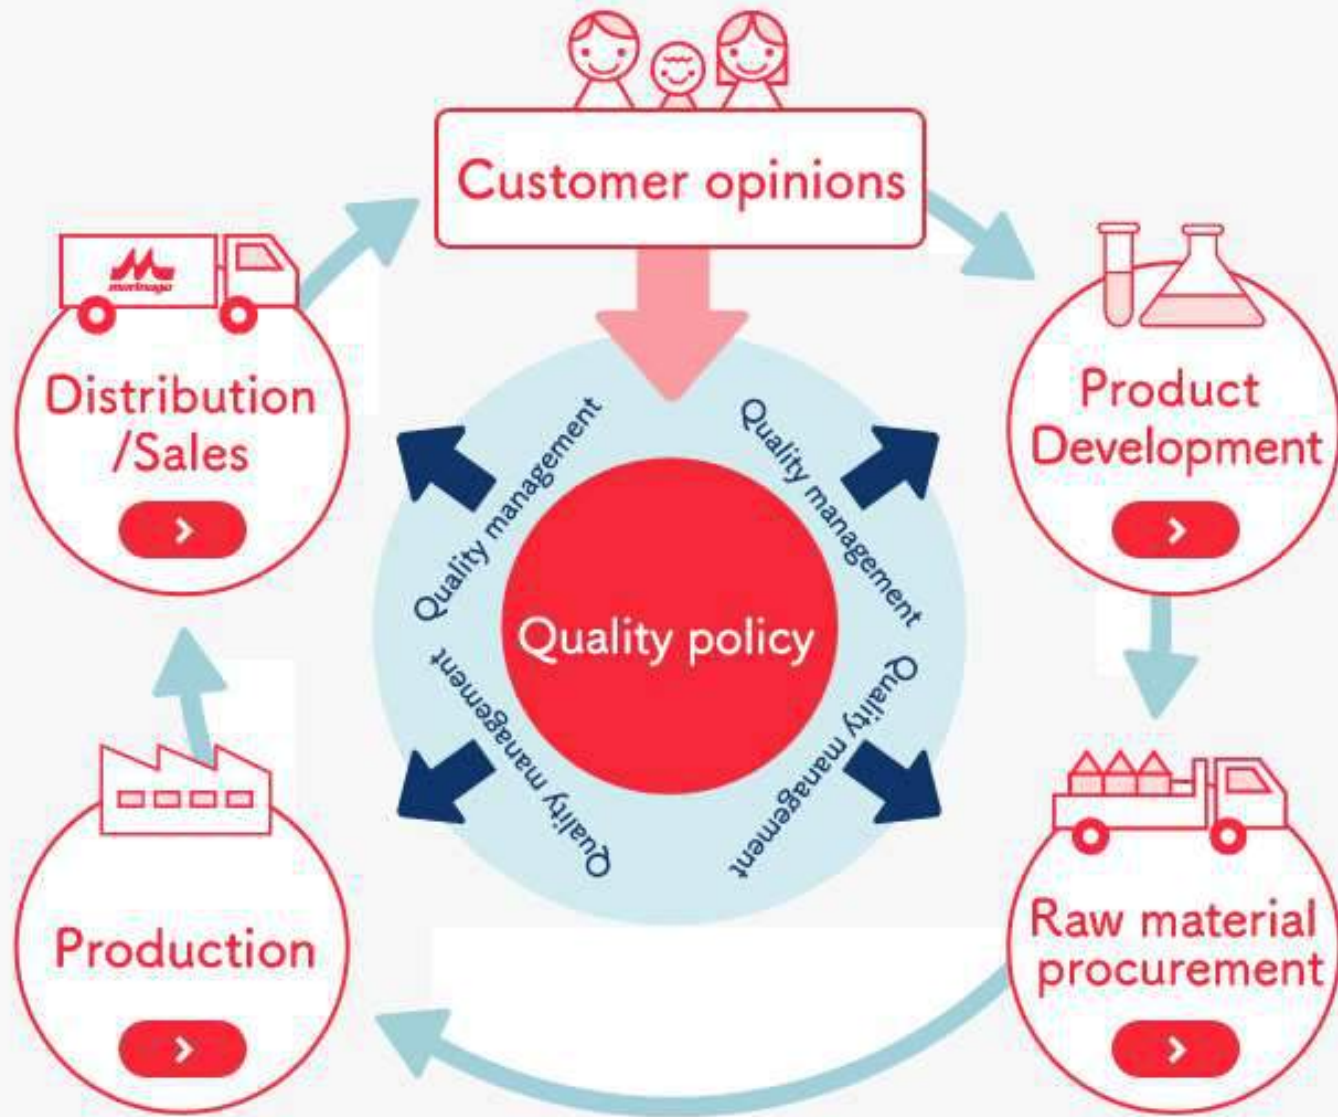 Customer opinions
morinaga
Distribution
/Sales
Product
Development
Quality management
Quality management
Quality policy
Quality management
Quality management
Production
Raw material
procurement